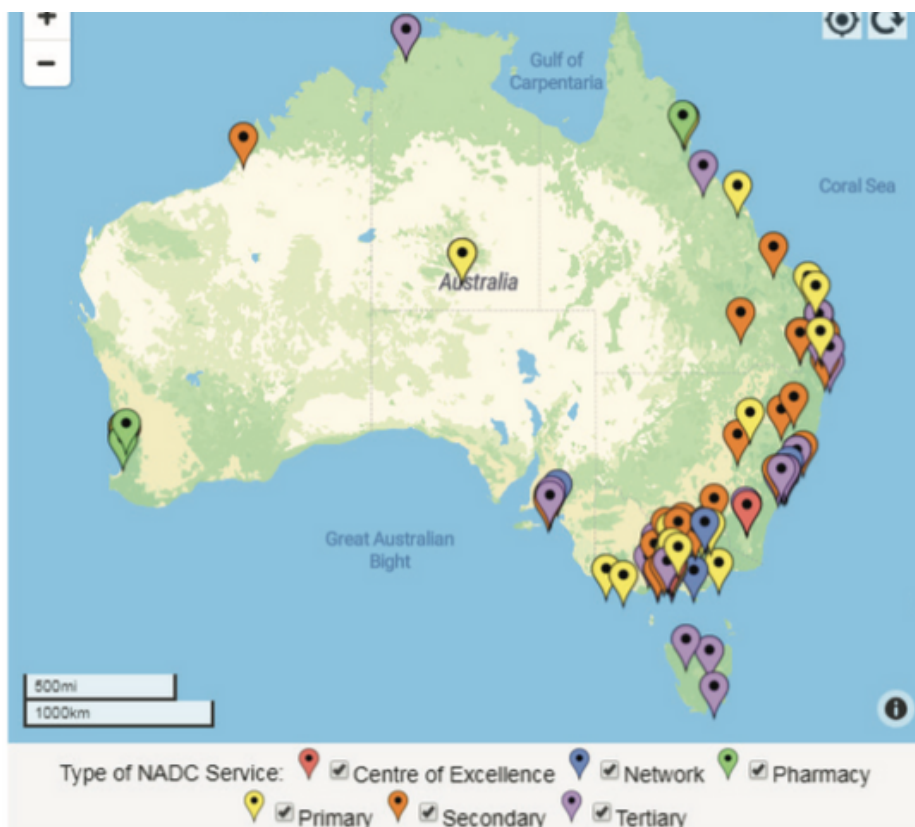 +
−
Gulf of
Carpentaria
Coral Sea
Australia
Great Australian
Bight
500mi
1000km
i
Type of NADC Service: Centre of Excellence Network Pharmacy
Primary Secondary Tertiary